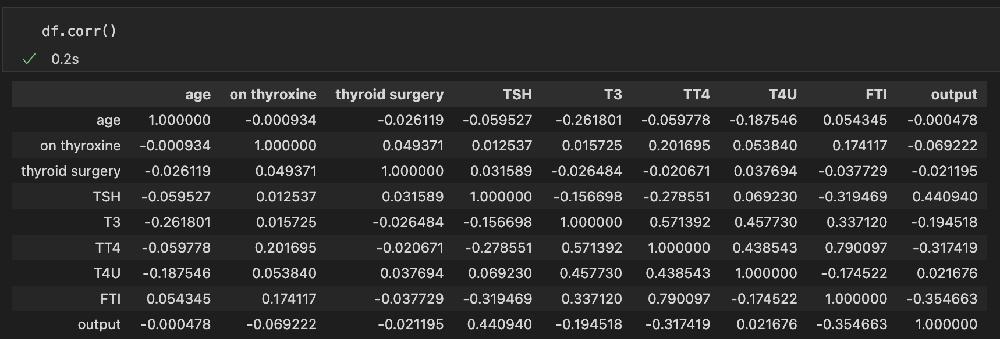 df.corr()
0.2s
age on thyroxine thyroid surgery TSH T3 TT4 T4U FTI output
age 1.000000 -0.000934 -0.026119 -0.059527 -0.261801 -0.059778 -0.187546 0.054345 -0.000478
on thyroxine -0.000934 1.000000 0.049371 0.012537 0.015725 0.201695 0.053840 0.174117 -0.069222
thyroid surgery -0.026119 0.049371 1.000000 0.031589 -0.026484 -0.020671 0.037694 -0.037729 -0.021195
TSH -0.059527 0.012537 0.031589 1.000000 -0.156698 -0.278551 0.069230 -0.319469 0.440940
T3 -0.261801 0.015725 -0.026484 -0.156698 1.000000 0.571392 0.457730 0.337120 -0.194518
TT4 -0.059778 0.201695 -0.020671 -0.278551 0.571392 1.000000 0.438543 0.790097 -0.317419
T4U -0.187546 0.053840 0.037694 0.069230 0.457730 0.438543 1.000000 -0.174522 0.021676
FTI 0.054345 0.174117 -0.037729 -0.319469 0.337120 0.790097 -0.174522 1.000000 -0.354663
output -0.000478 -0.069222 -0.021195 0.440940 -0.194518 -0.317419 0.021676 -0.354663 1.000000